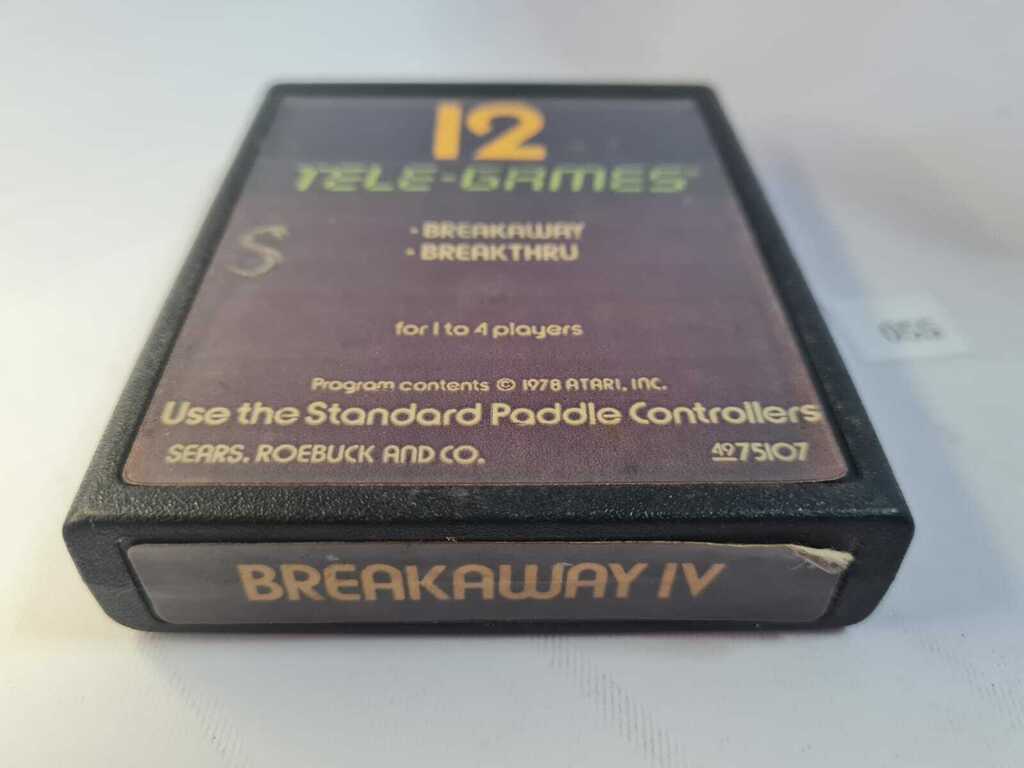 12
TELE-GAMES®
S
• BREAKAWAY
• BREAKTHRU
for 1 to 4 players
Program contents © 1978 ATARI, INC.
Use the Standard Paddle Controllers
SEARS, ROEBUCK AND CO.
49 75107
BREAKAWAY IV